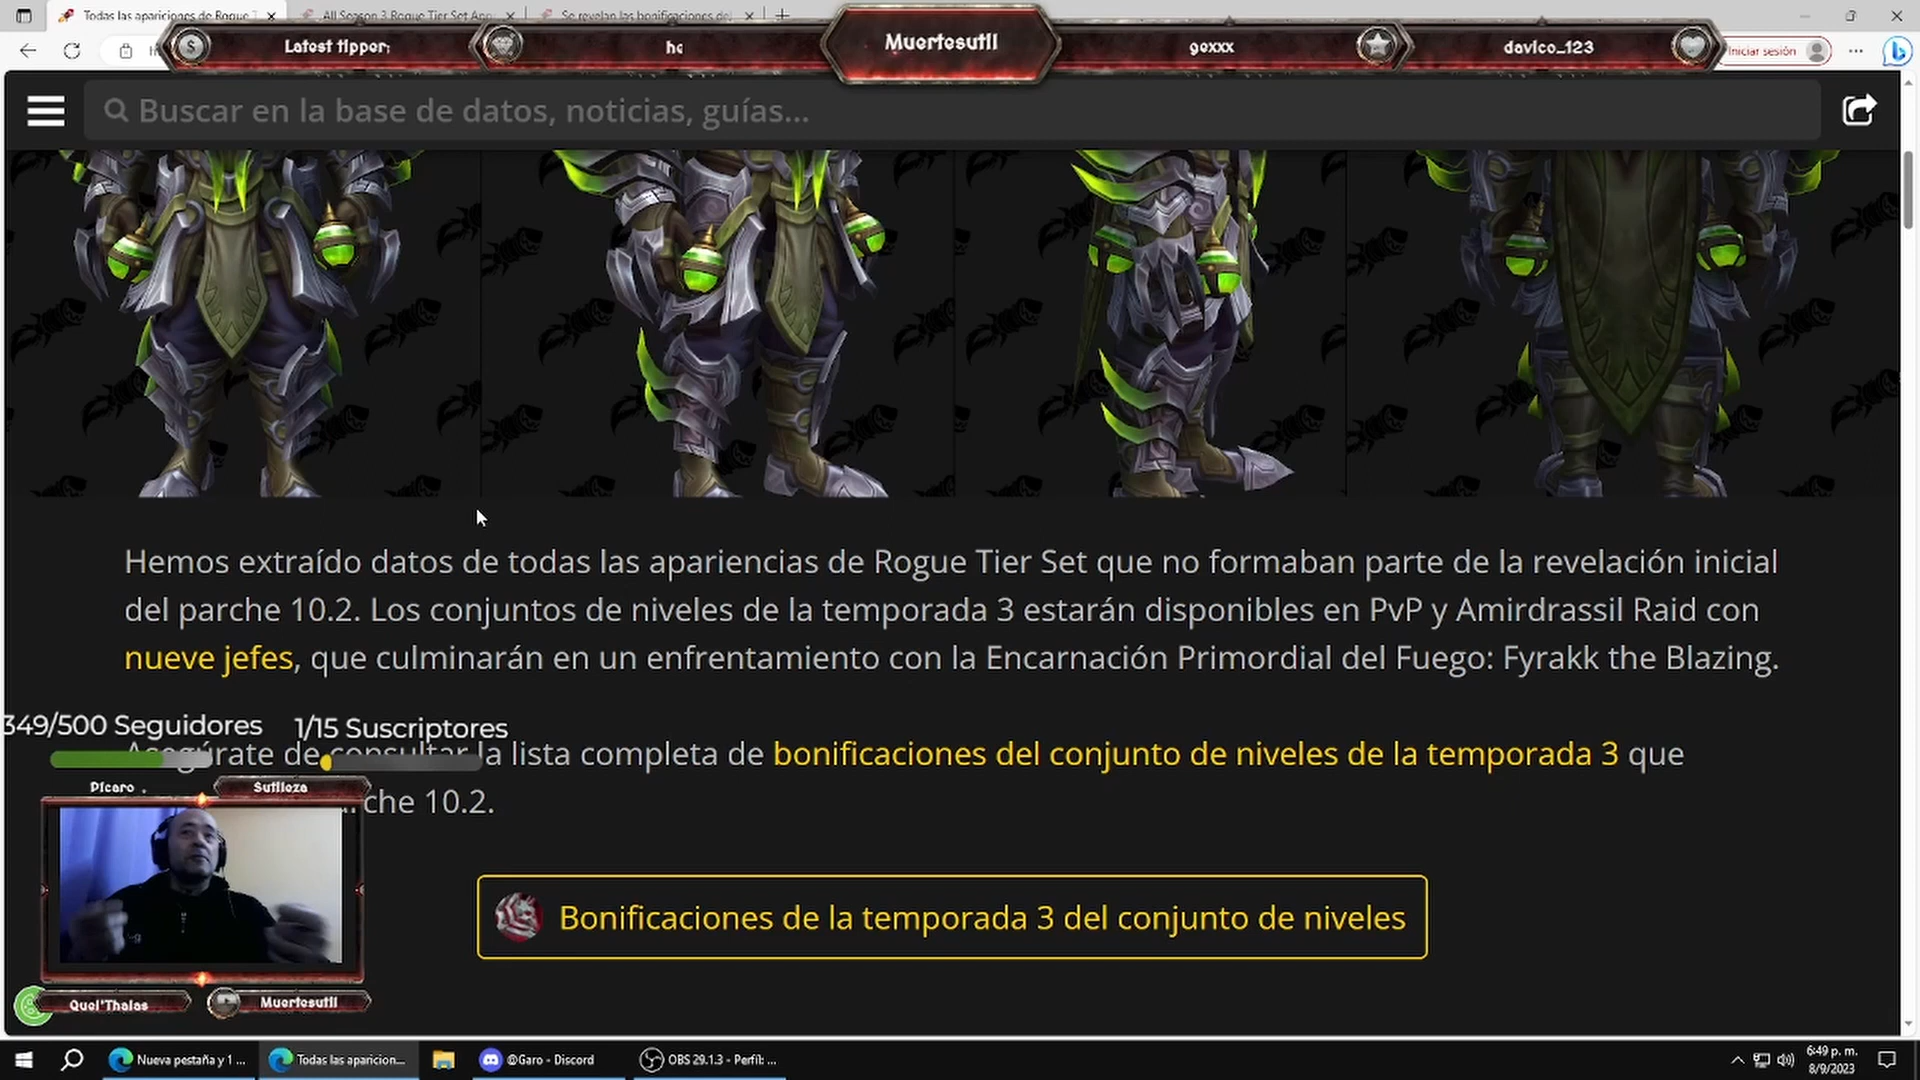 Todas las apariciones de Rogue T
All Season 3 Rogue Tier Set App
Se revelan las bonificaciones del
Latest tipper:
he
Muertesutil
gexxx
davico_123
Iniciar sesión
Buscar en la base de datos, noticias, guías...
Hemos extraído datos de todas las apariencias de Rogue Tier Set que no formaban parte de la revelación inicial
del parche 10.2. Los conjuntos de niveles de la temporada 3 estarán disponibles en PvP y Amirdrassil Raid con
nueve jefes, que culminarán en un enfrentamiento con la Encarnación Primordial del Fuego: Fyrakk the Blazing.
349/500 Seguidores 1/15 Suscriptores
Asegúrate de consultar la lista completa de bonificaciones del conjunto de niveles de la temporada 3 que
Pícaro .
Sutileza
che 10.2.
Bonificaciones de la temporada 3 del conjunto de niveles
Quel'Thalas
Muertesutil
Nueva pestaña y 1 ...
Todas las aparicion...
@Garo - Discord
OBS 29.1.3 - Perfil: ...
6:49 p. m.
8/9/2023